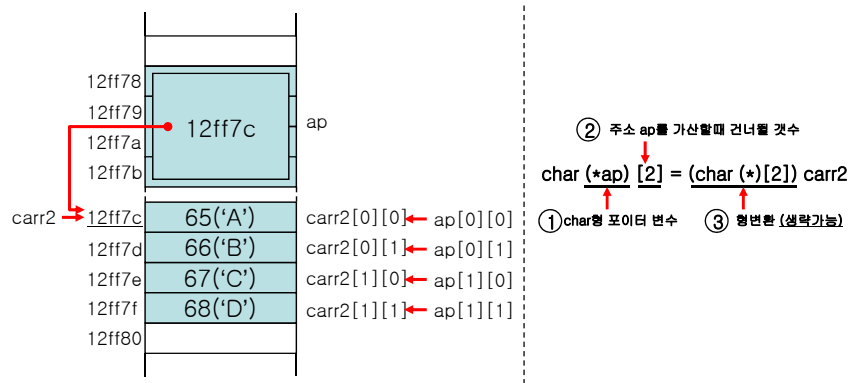 12ff78
12ff79
12ff7c
ap
12ff7a
12ff7b
carr2
12ff7c
65(‘A’)
carr2[0][0]
ap[0][0]
12ff7d
66(‘B’)
carr2[0][1]
ap[0][1]
12ff7e
67(‘C’)
carr2[1][0]
ap[1][0]
12ff7f
68(‘D’)
carr2[1][1]
ap[1][1]
12ff80
② 주소 ap를 가산할때 건너뛸 갯수
char (*ap) [2] = (char (*)[2]) carr2
① char형 포이터 변수
③ 형변환 (생략가능)